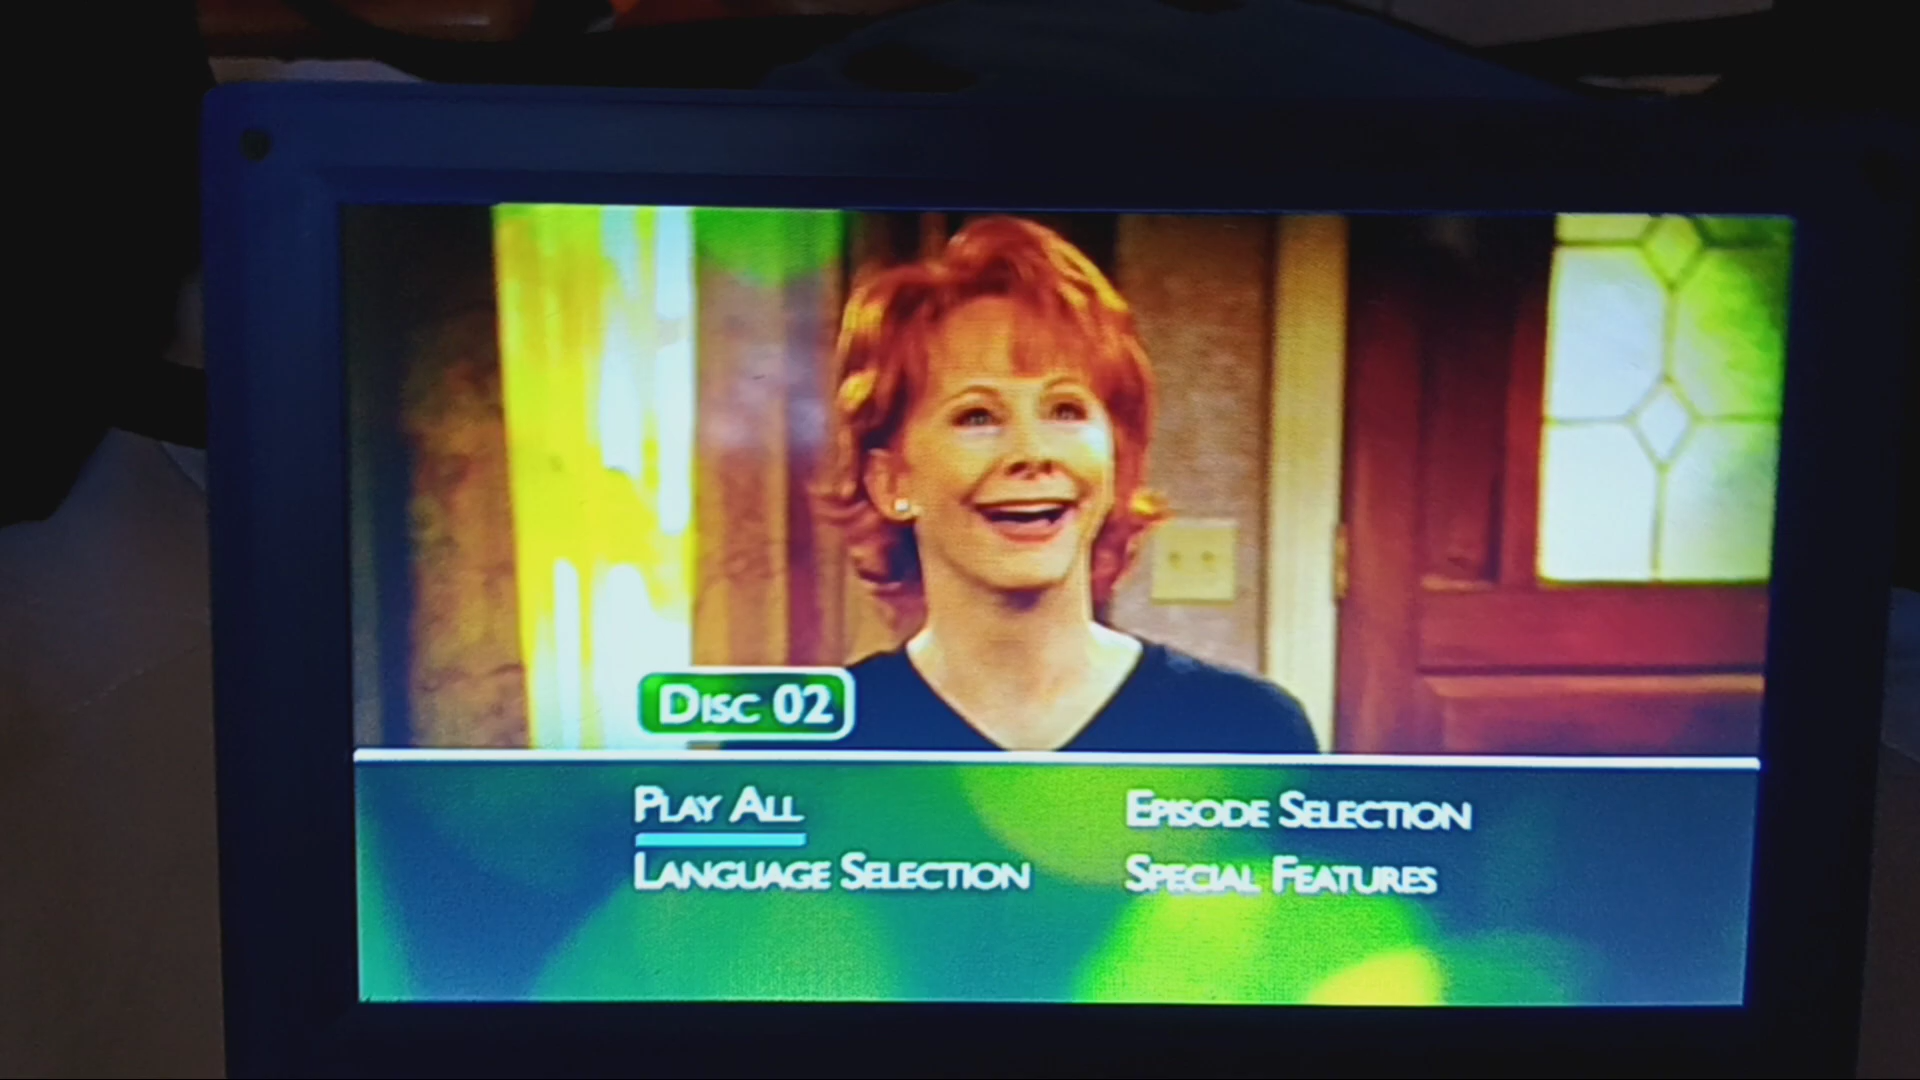 Disc 02
Play All
Episode Selection
Language Selection
Special Features